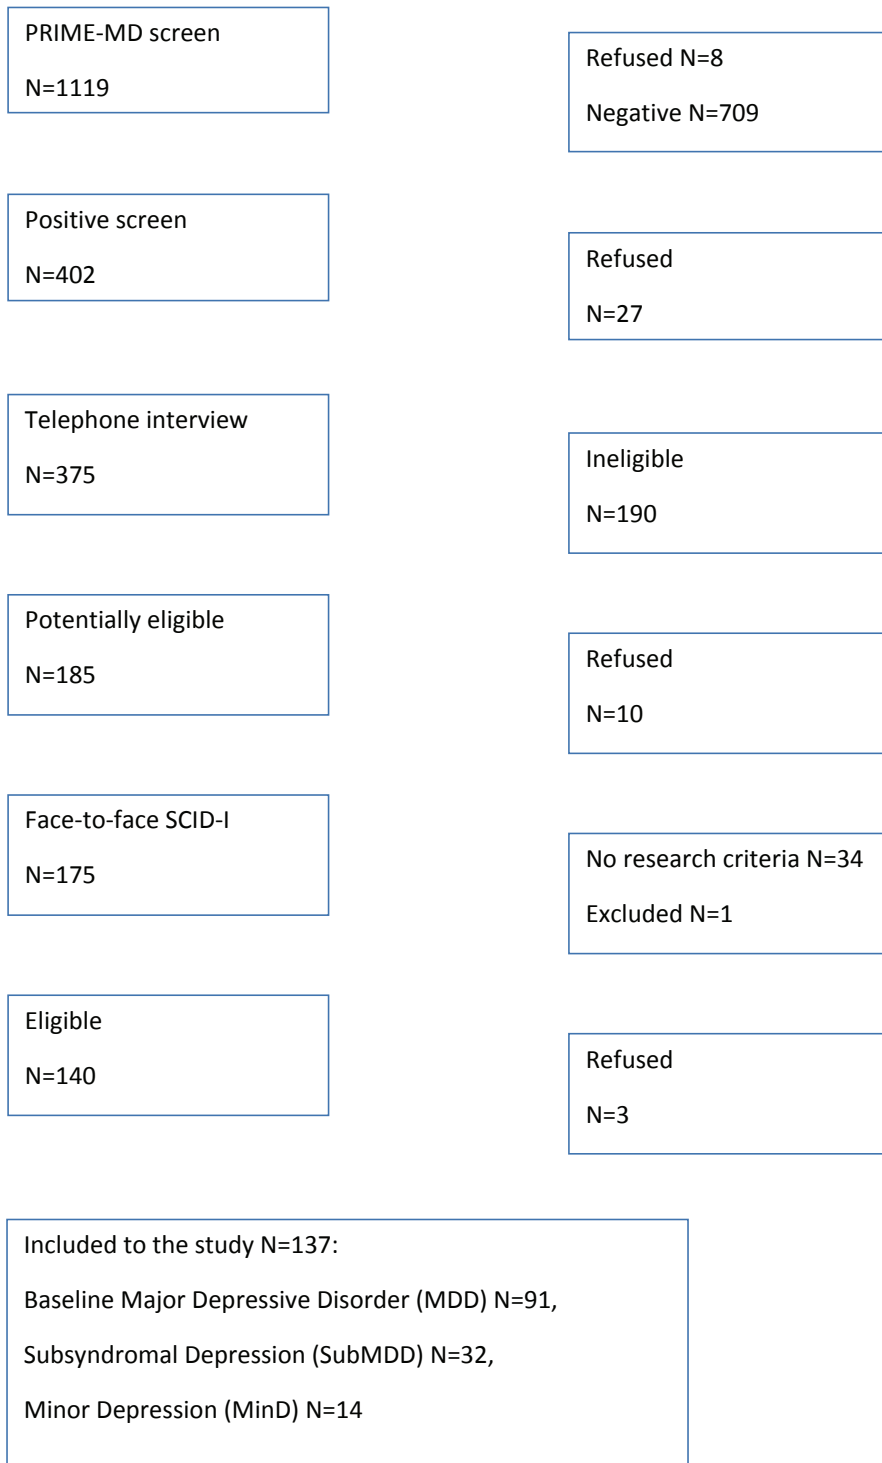 PRIME-MD screen
N=1119
Refused N=8
Negative N=709
Positive screen
N=402
Refused
N=27
Telephone interview
N=375
Ineligible
N=190
Potentially eligible
N=185
Refused
N=10
Face-to-face SCID-I
N=175
No research criteria N=34
Excluded N=1
Eligible
N=140
Refused
N=3
Included to the study N=137:
Baseline Major Depressive Disorder (MDD) N=91,
Subsyndromal Depression (SubMDD) N=32,
Minor Depression (MinD) N=14